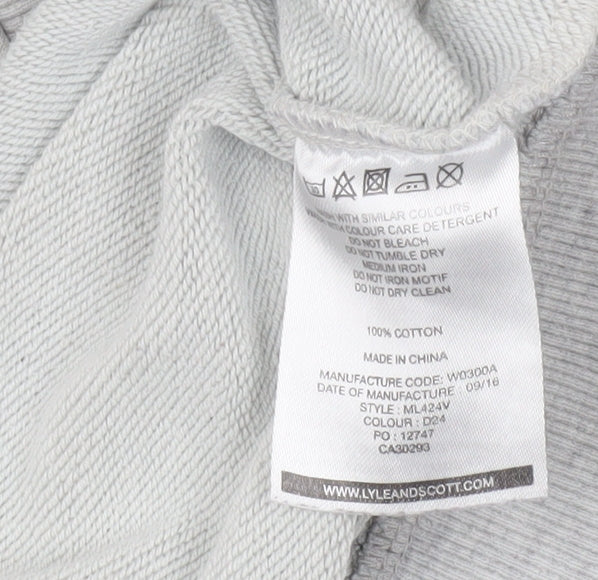 WITH SIMILAR COLOURS
WITH COLOUR CARE DETERGENT
DO NOT BLEACH
DO NOT TUMBLE DRY
MEDIUM IRON
DO NOT IRON MOTIF
DO NOT DRY CLEAN
100% COTTON
MADE IN CHINA
MANUFACTURE CODE: W0300A
DATE OF MANUFACTURE : 09/16
STYLE : ML424V
COLOUR : D24
PO : 12747
CA30293
WWW.LYLEANDSCOTT.COM